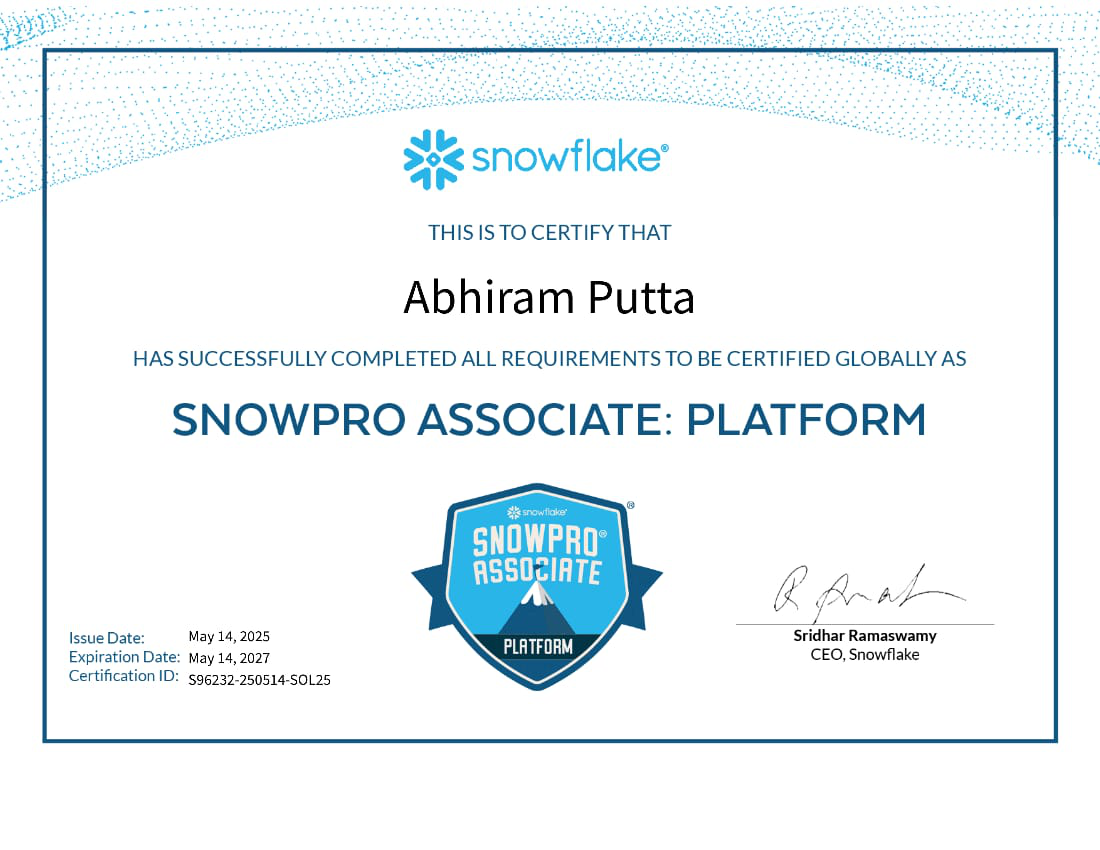 snowflake®
THIS IS TO CERTIFY THAT
Abhiram Putta
HAS SUCCESSFULLY COMPLETED ALL REQUIREMENTS TO BE CERTIFIED GLOBALLY AS
SNOWPRO ASSOCIATE: PLATFORM
snowflake®
SNOWPRO®
ASSOCIATE
PLATFORM
®
Issue Date: May 14, 2025
Expiration Date: May 14, 2027
Certification ID: S96232-250514-SOL25
Sridhar Ramaswamy
CEO, Snowflake